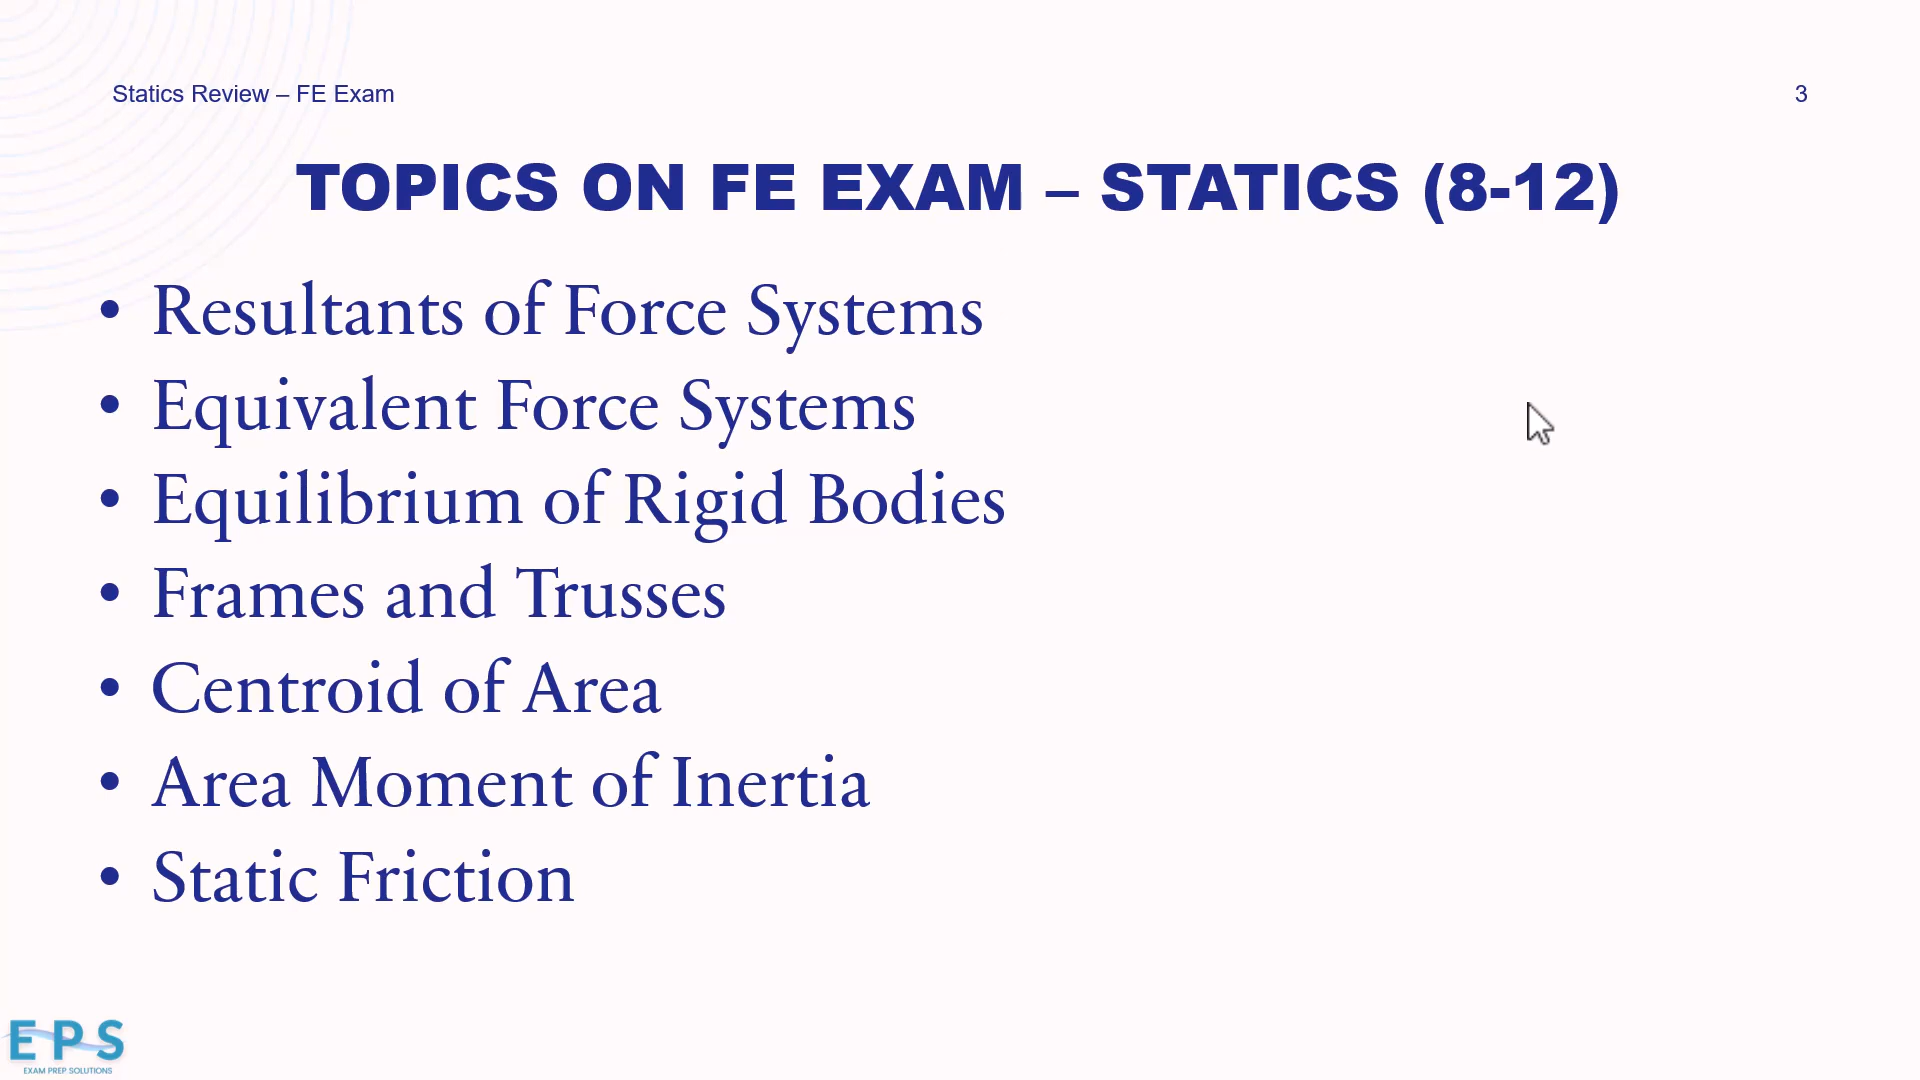 Statics Review – FE Exam
3
TOPICS ON FE EXAM – STATICS (8-12)
• Resultants of Force Systems
• Equivalent Force Systems
• Equilibrium of Rigid Bodies
• Frames and Trusses
• Centroid of Area
• Area Moment of Inertia
• Static Friction
EPS
EXAM PREP SOLUTIONS